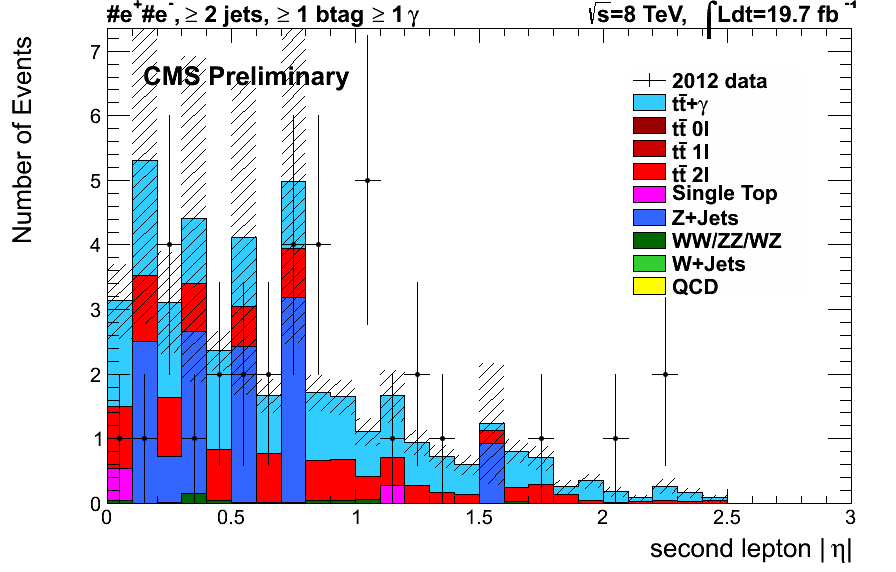 #e⁺#e⁻, ≥ 2 jets, ≥ 1 btag ≥ 1 γ
√s=8 TeV, ∫Ldt=19.7 fb⁻¹
CMS Preliminary
Number of Events
7
6
5
4
3
2
1
0
2012 data
tt̄+γ
tt̄ 0l
tt̄ 1l
tt̄ 2l
Single Top
Z+Jets
WW/ZZ/WZ
W+Jets
QCD
0 0.5 1 1.5 2 2.5 3
second lepton |η|